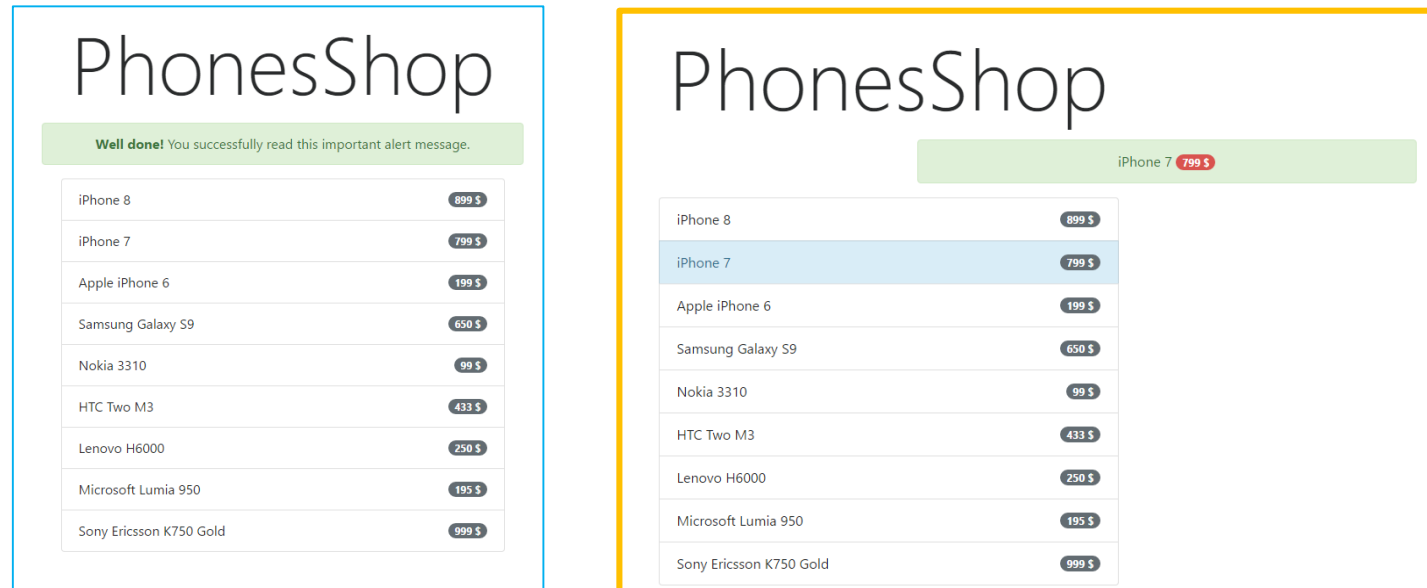 PhonesShop
Well done! You successfully read this important alert message.
iPhone 8 899 $
iPhone 7 799 $
Apple iPhone 6 199 $
Samsung Galaxy S9 650 $
Nokia 3310 99 $
HTC Two M3 433 $
Lenovo H6000 250 $
Microsoft Lumia 950 195 $
Sony Ericsson K750 Gold 999 $
PhonesShop
iPhone 7 799 $
iPhone 8 899 $
iPhone 7 799 $
Apple iPhone 6 199 $
Samsung Galaxy S9 650 $
Nokia 3310 99 $
HTC Two M3 433 $
Lenovo H6000 250 $
Microsoft Lumia 950 195 $
Sony Ericsson K750 Gold 999 $